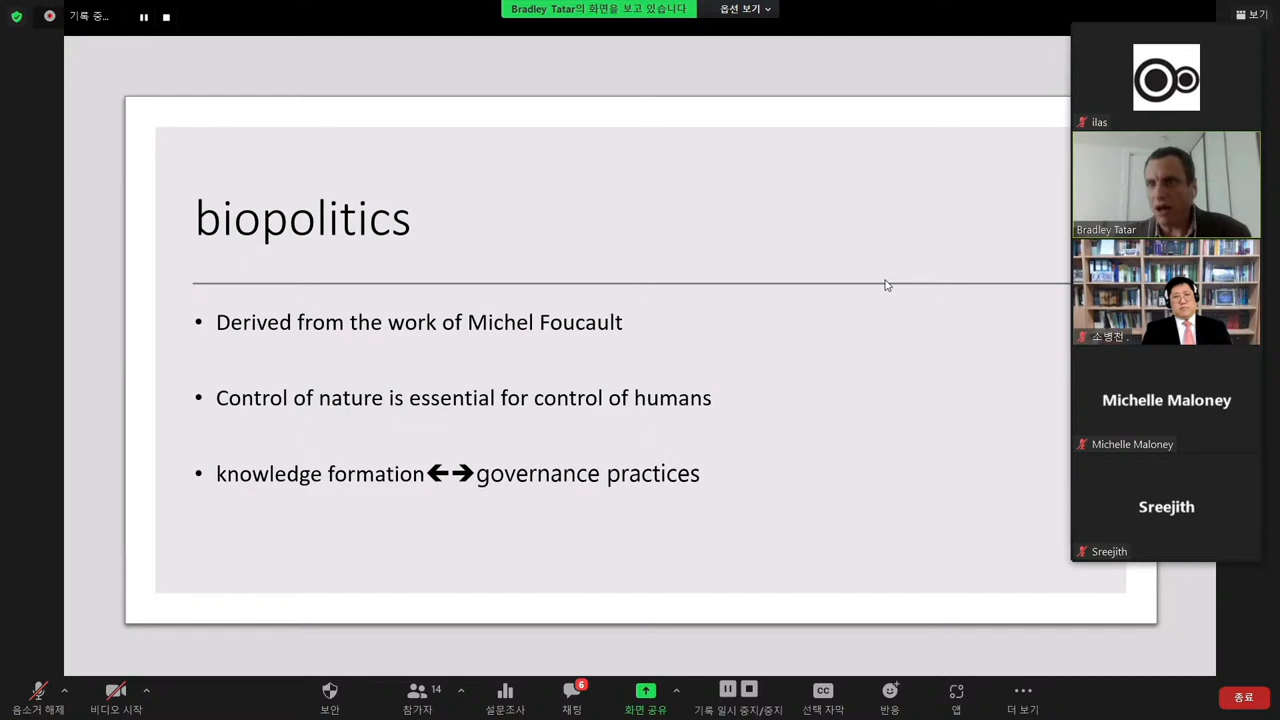 기록 중...
Bradley Tatar의 화면을 보고 있습니다
옵션 보기
보기
biopolitics
• Derived from the work of Michel Foucault
• Control of nature is essential for control of humans
• knowledge formation🡸🡺governance practices
ilas
Bradley Tatar
소병천 .
Michelle Maloney
Michelle Maloney
Sreejith
Sreejith
음소거 해제
비디오 시작
보안
14
참가자
설문조사
6
채팅
화면 공유
기록 일시 중지/중지
CC
선택 자막
반응
앱
더 보기
종료